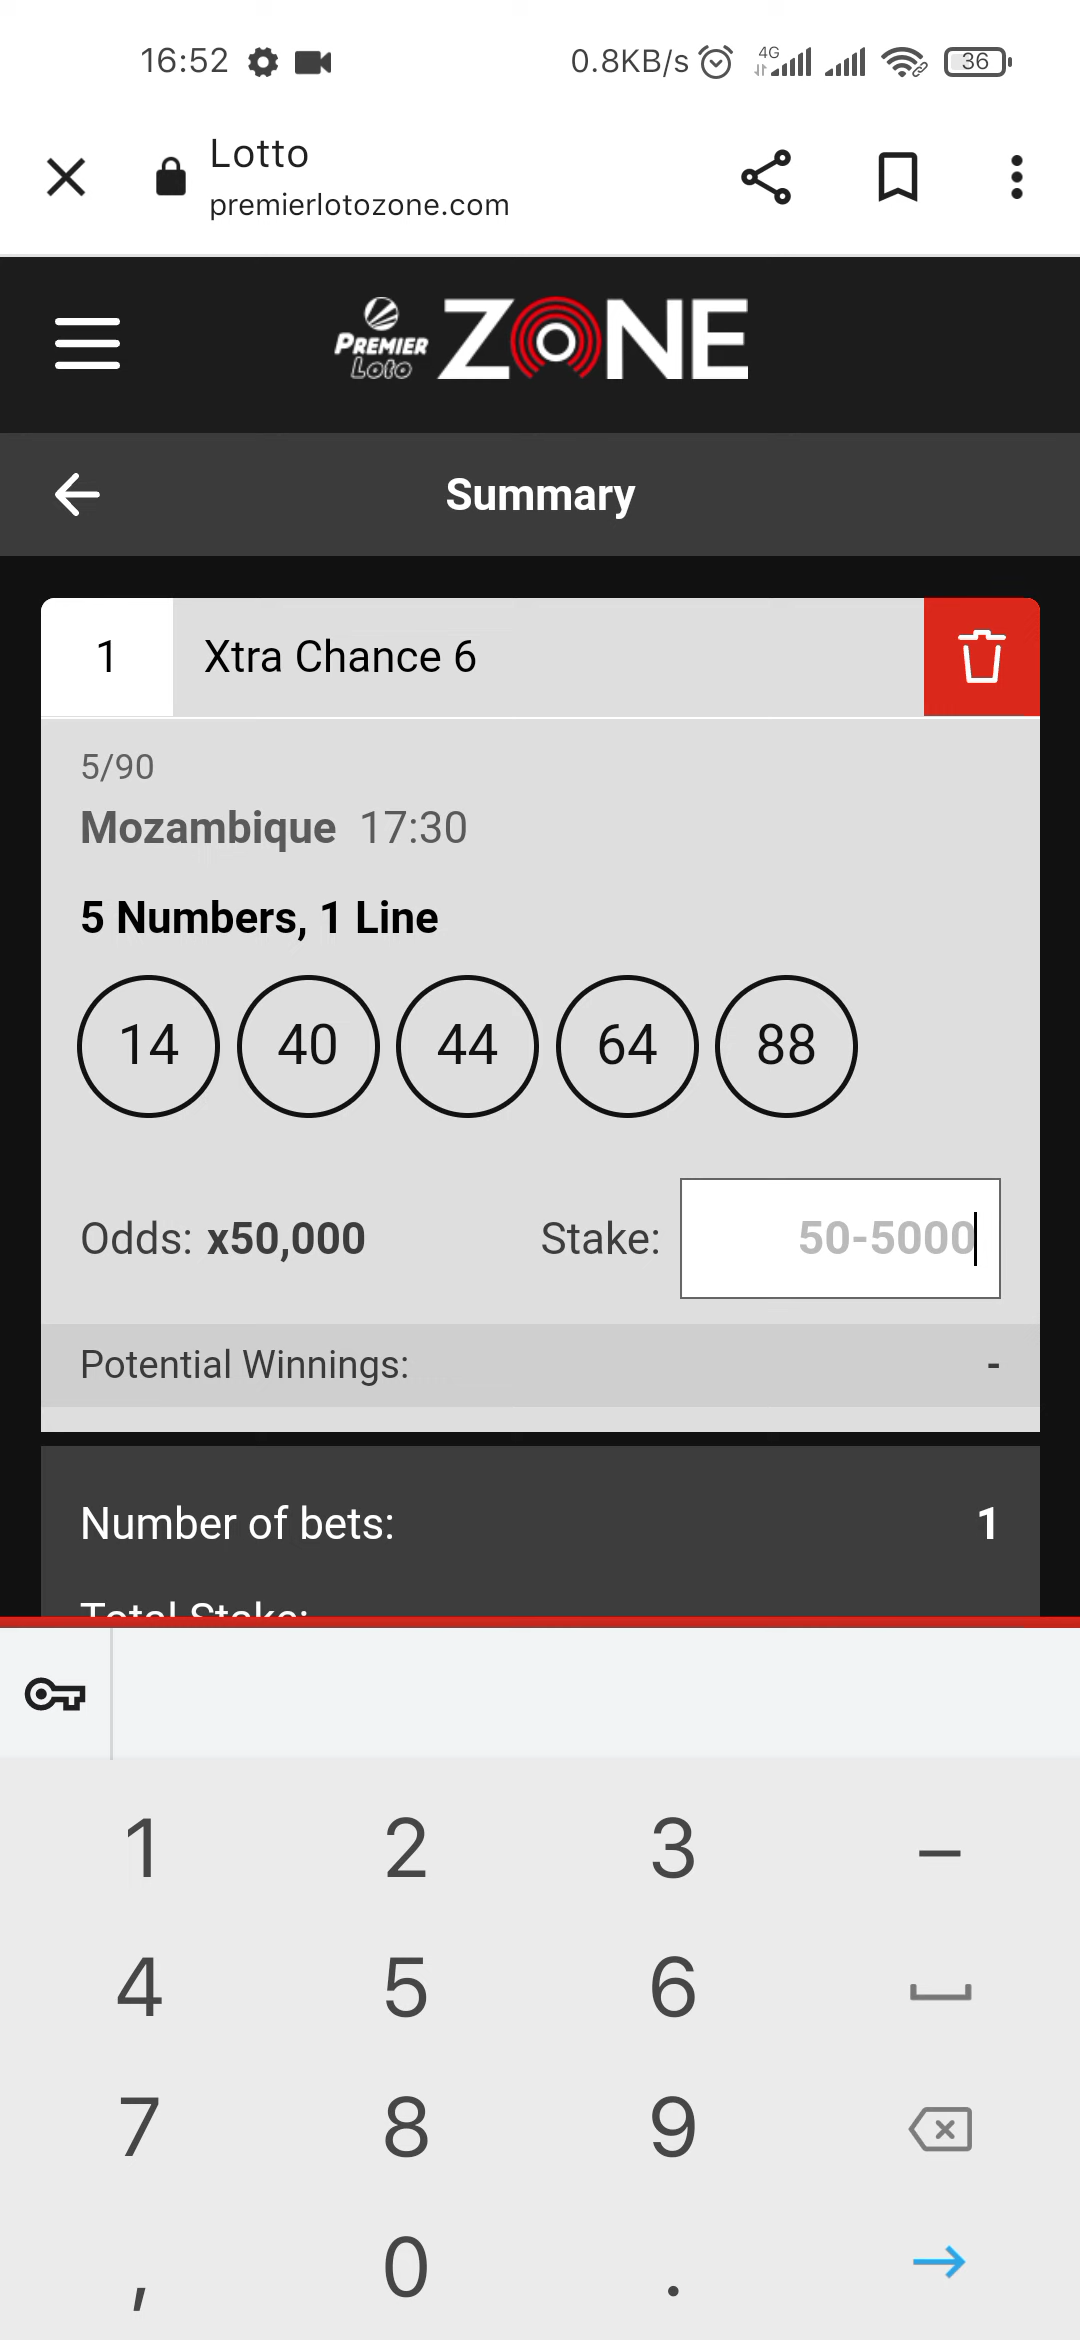 16:52 0.8KB/s 4G 36
Lotto
premierlotozone.com
PREMIER Loto ZONE
Summary
1 Xtra Chance 6
5/90
Mozambique 17:30
5 Numbers, 1 Line
14 40 44 64 88
Odds: x50,000 Stake: 50-5000
Potential Winnings: -
Number of bets: 1
Total Stake:
1 2 3 –
4 5 6
7 8 9
, 0 .